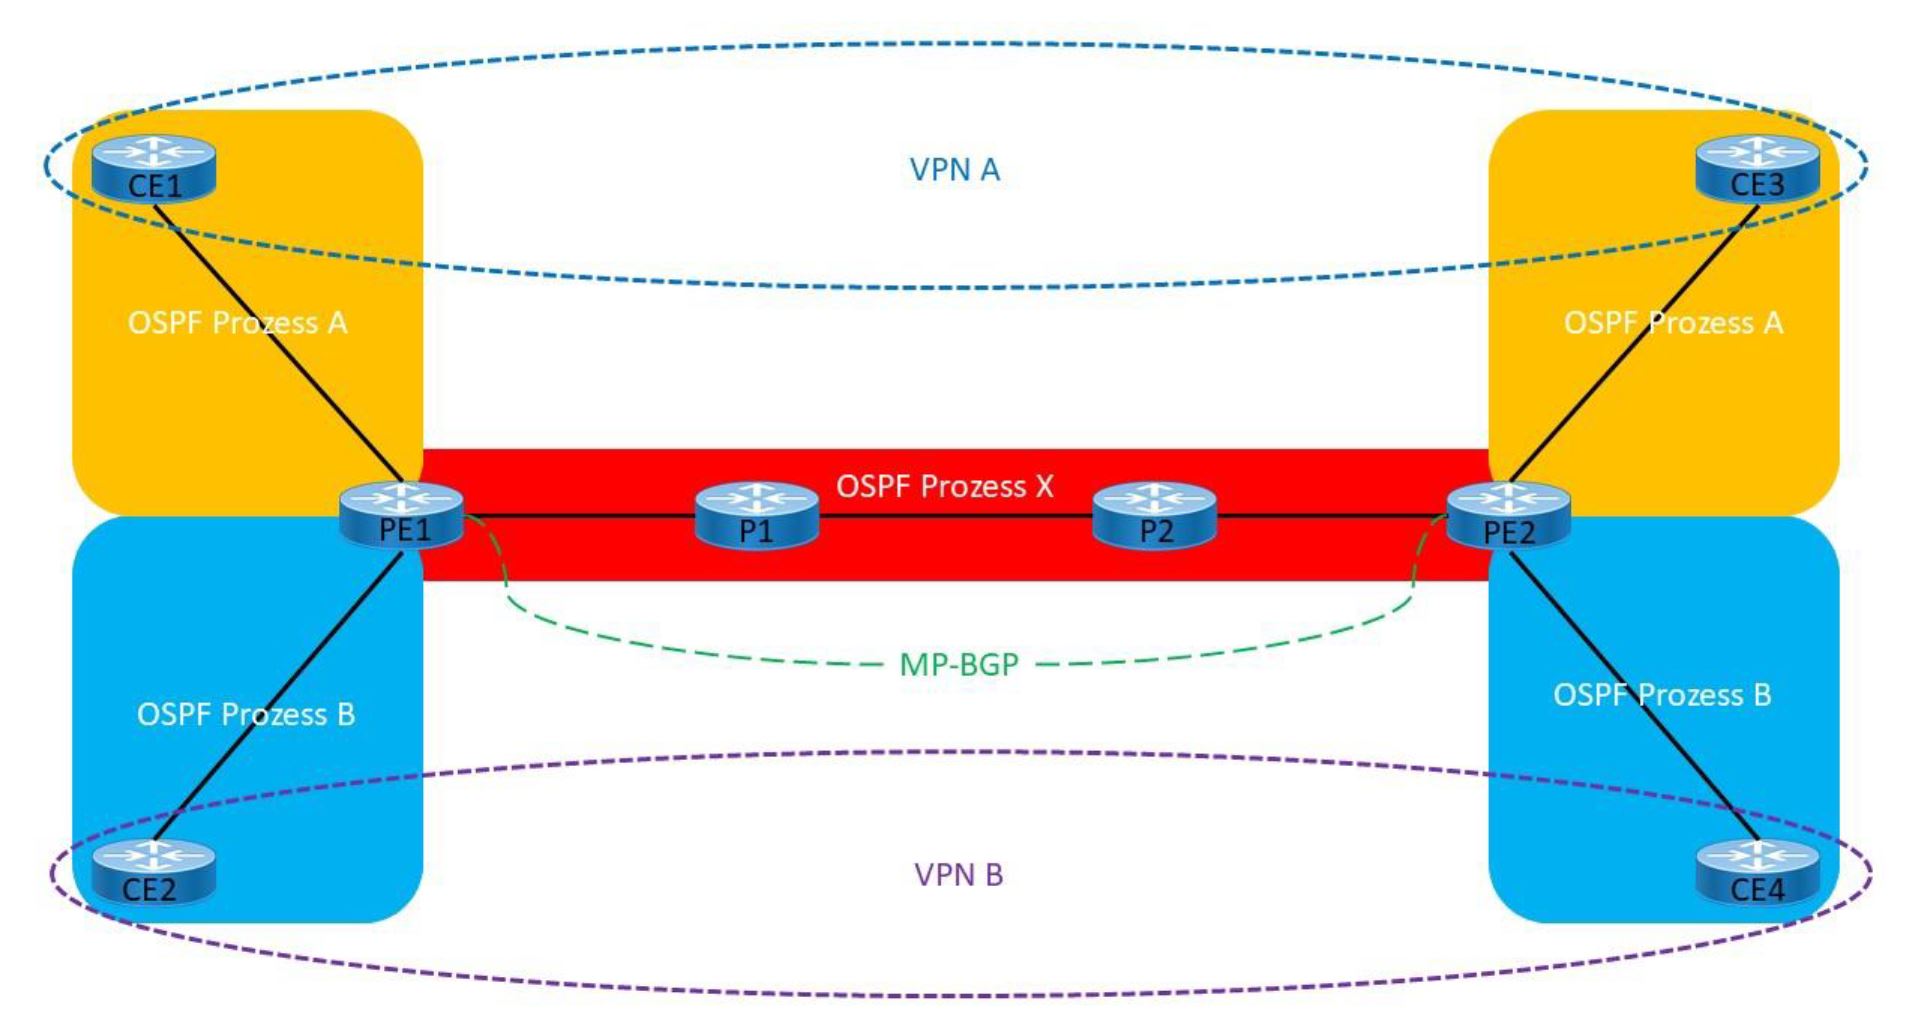 VPN A
CE1
CE3
OSPF Prozess A
OSPF Prozess A
OSPF Prozess X
PE1
P1
P2
PE2
MP-BGP
OSPF Prozess B
OSPF Prozess B
VPN B
CE2
CE4